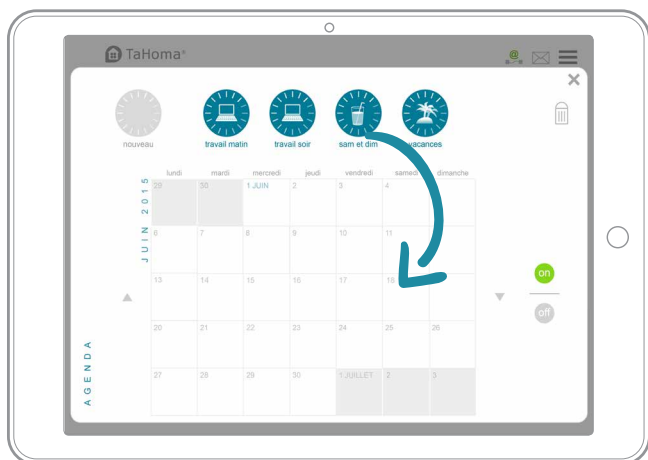 TaHoma®
nouveau
travail matin
travail soir
sam et dim
vacances
lundi mardi mercredi jeudi vendredi samedi dimanche
JUIN 2015
29 30 1 JUIN 2 3 4
6 7 8 9 10 11
13 14 15 16 17 18
20 21 22 23 24 25 26
27 28 29 30 1 JUILLET 2 3
on
off
AGENDA